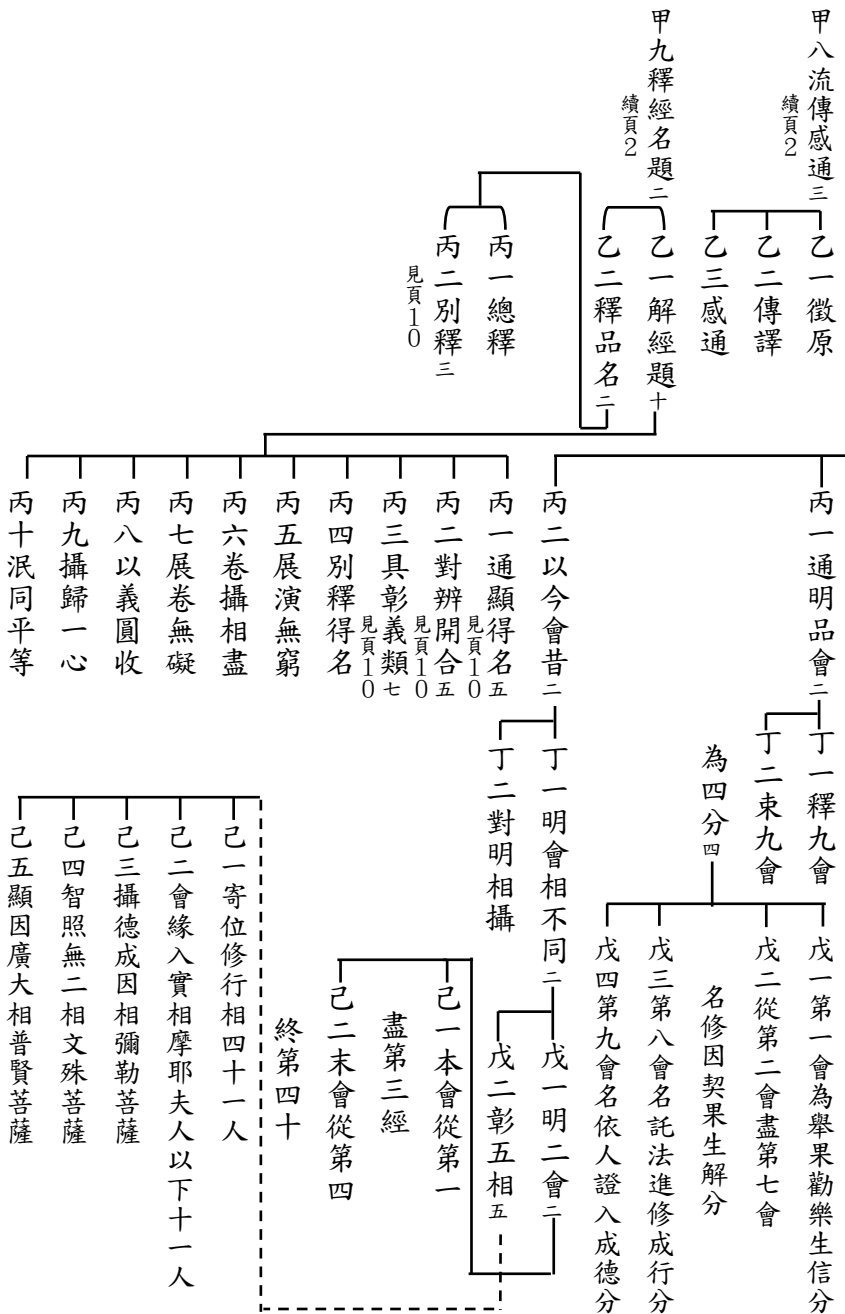 甲八流傳感通三
續頁2
乙一徵原
乙二傳譯
乙三感通
甲九釋經名題二
續頁2
乙一解經題十
乙二釋品名二
丙一總釋
丙二別釋三
見頁10
丙一通明品會二
丁一釋九會
丁二束九會
為四分四
戊一第一會為舉果勸樂生信分
戊二從第二會盡第七會
名修因契果生解分
戊三第八會名託法進修成行分
戊四第九會名依人證入成德分
丙二以今會昔二
丁一明會相不同二
丁二對明相攝
戊一明二會二
戊二彰五相五
己一本會從第一
盡第三經
己二末會從第四
終第四十
己一寄位修行相四十一人
己二會緣入實相摩耶夫人以下十一人
己三攝德成因相彌勒菩薩
己四智照無二相文殊菩薩
己五顯因廣大相普賢菩薩
丙一通顯得名五
見頁10
丙二對辨開合五
見頁10
丙三具彰義類七
見頁10
丙四別釋得名
丙五展演無窮
丙六卷攝相盡
丙七展卷無礙
丙八以義圓收
丙九攝歸一心
丙十泯同平等